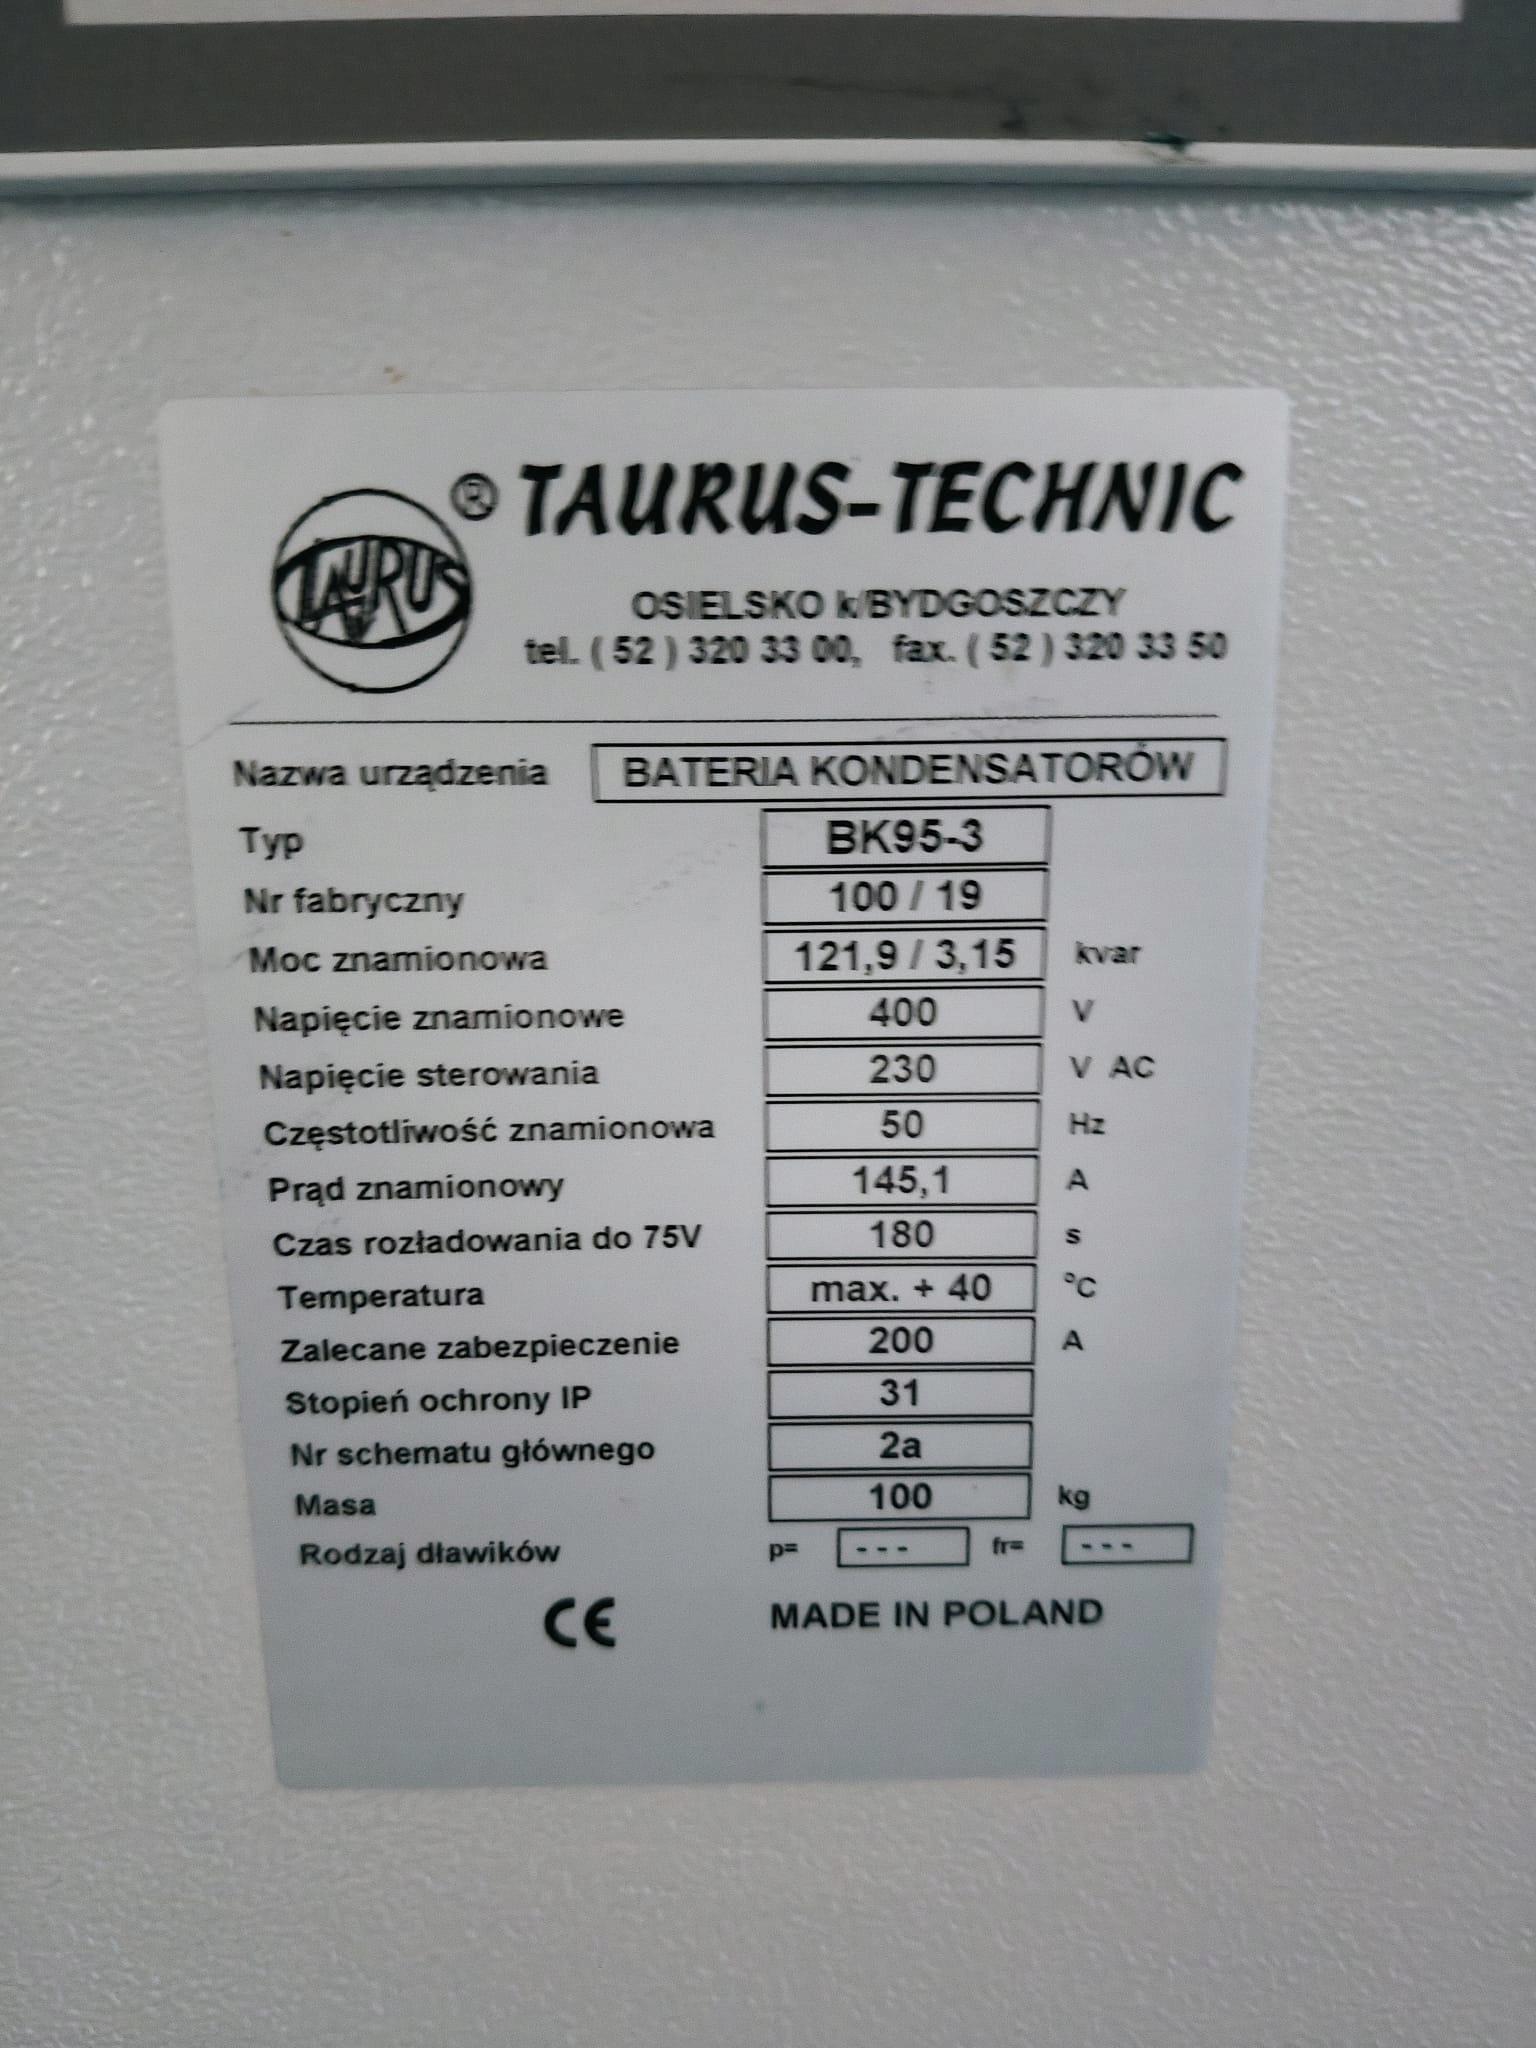 TAURUS
® TAURUS-TECHNIC
OSIELSKO k/BYDGOSZCZY
tel. ( 52 ) 320 33 00, fax. ( 52 ) 320 33 50
Nazwa urządzenia BATERIA KONDENSATORÓW
Typ BK95-3
Nr fabryczny 100 / 19
Moc znamionowa 121,9 / 3,15 kvar
Napięcie znamionowe 400 V
Napięcie sterowania 230 V AC
Częstotliwość znamionowa 50 Hz
Prąd znamionowy 145,1 A
Czas rozładowania do 75V 180 s
Temperatura max. + 40 °C
Zalecane zabezpieczenie 200 A
Stopień ochrony IP 31
Nr schematu głównego 2a
Masa 100 kg
Rodzaj dławików p= - - - fr= - - -
CE MADE IN POLAND